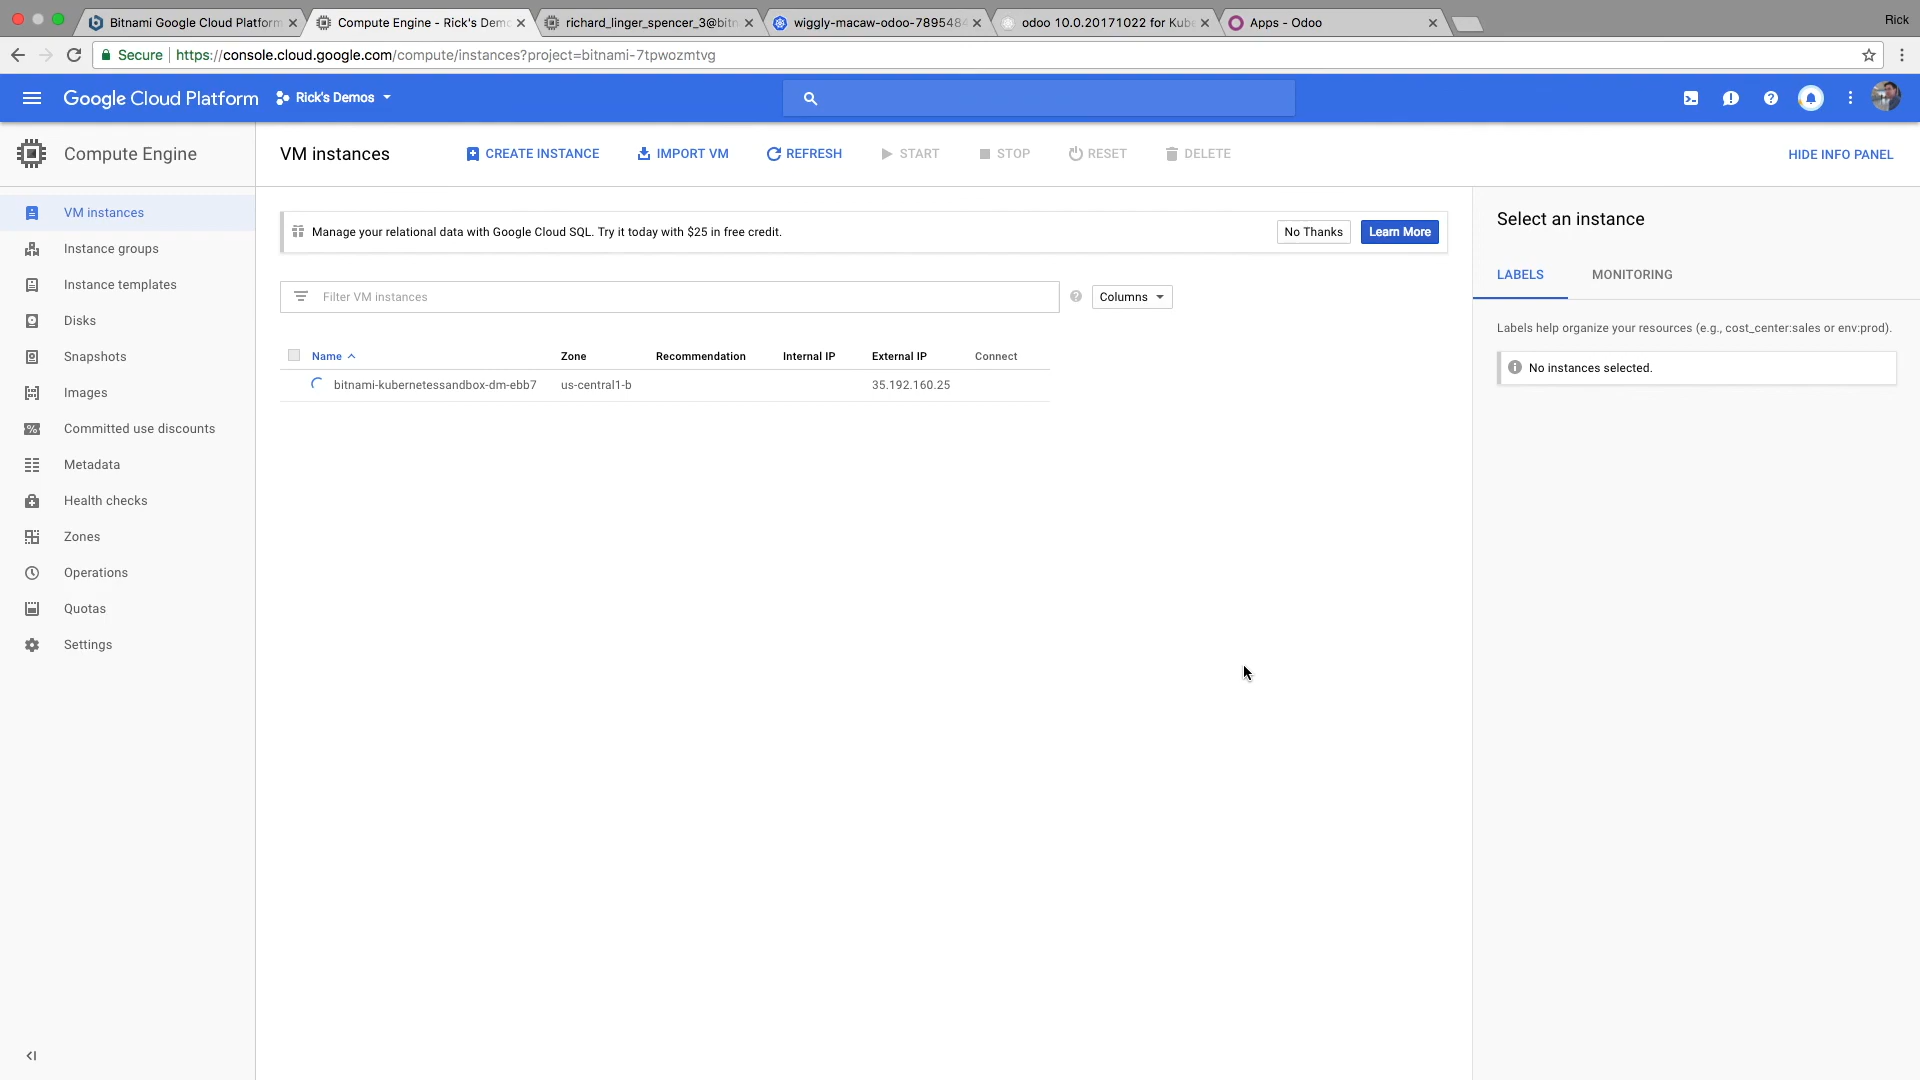 Bitnami Google Cloud Platform
Compute Engine - Rick's Demo
richard_linger_spencer_3@bitn
wiggly-macaw-odoo-7895484
odoo 10.0.20171022 for Kube
Apps - Odoo
Rick
Secure
https://console.cloud.google.com/compute/instances?project=bitnami-7tpwozmtvg
Google Cloud Platform
Rick's Demos
Compute Engine
VM instances
CREATE INSTANCE
IMPORT VM
REFRESH
START
STOP
RESET
DELETE
HIDE INFO PANEL
VM instances
Instance groups
Instance templates
Disks
Snapshots
Images
Committed use discounts
Metadata
Health checks
Zones
Operations
Quotas
Settings
Manage your relational data with Google Cloud SQL. Try it today with $25 in free credit.
No Thanks
Learn More
Filter VM instances
Columns
Name
Zone
Recommendation
Internal IP
External IP
Connect
bitnami-kubernetessandbox-dm-ebb7
us-central1-b
35.192.160.25
Select an instance
LABELS
MONITORING
Labels help organize your resources (e.g., cost_center:sales or env:prod).
No instances selected.